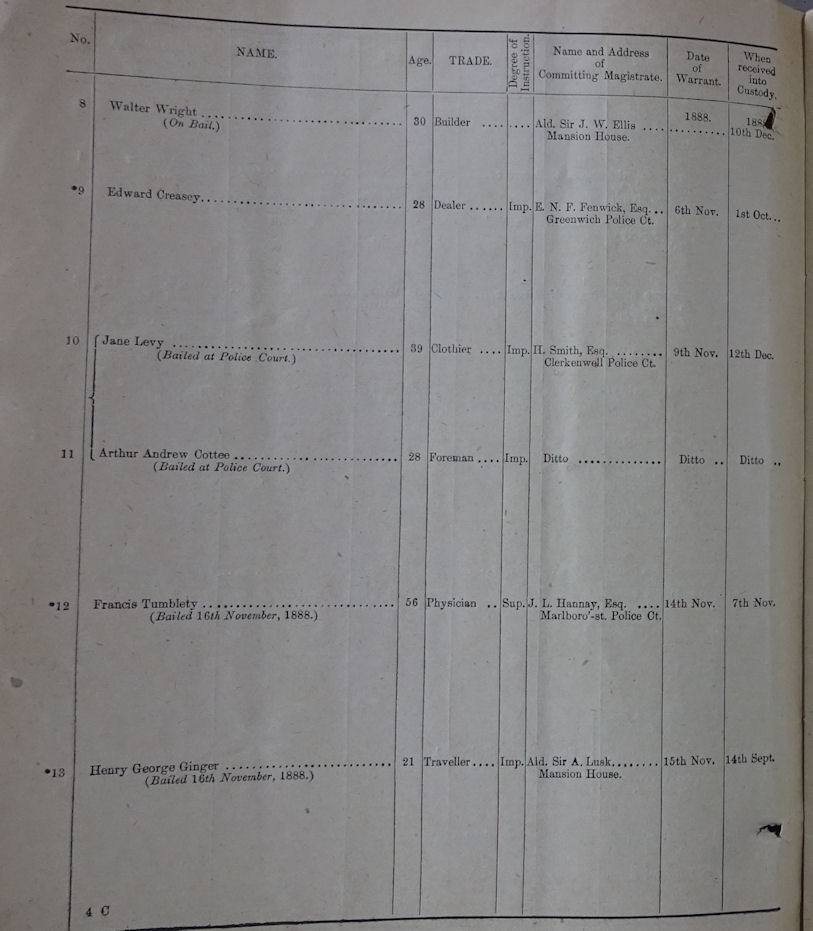 No. NAME. Age. TRADE. Degree of Instruction. Name and Address of Committing Magistrate. Date of Warrant. When received into Custody.
1888.
8 Walter Wright .......... 30 Builder .... .... Ald. Sir J. W. Ellis .... .......... 10th Dec.
(On Bail.) Mansion House.
*9 Edward Creasey.......... 28 Dealer ...... Imp. E. N. F. Fenwick, Esq... 6th Nov. 1st Oct...
Greenwich Police Ct.
10 { Jane Levy .......... 39 Clothier .... Imp. H. Smith, Esq. ........ 9th Nov. 12th Dec.
(Bailed at Police Court.) Clerkenwell Police Ct.
11 Arthur Andrew Cottee .......... 28 Foreman .... Imp. Ditto .............. Ditto .. Ditto ..
(Bailed at Police Court.)
*12 Francis Tumblety .......... 56 Physician .. Sup. J. L. Hannay, Esq. .... 14th Nov. 7th Nov.
(Bailed 16th November, 1888.) Marlboro'-st. Police Ct.
*13 Henry George Ginger .......... 21 Traveller.... Imp. Ald. Sir A. Lusk........ 15th Nov. 14th Sept.
(Bailed 16th November, 1888.) Mansion House.
4 C